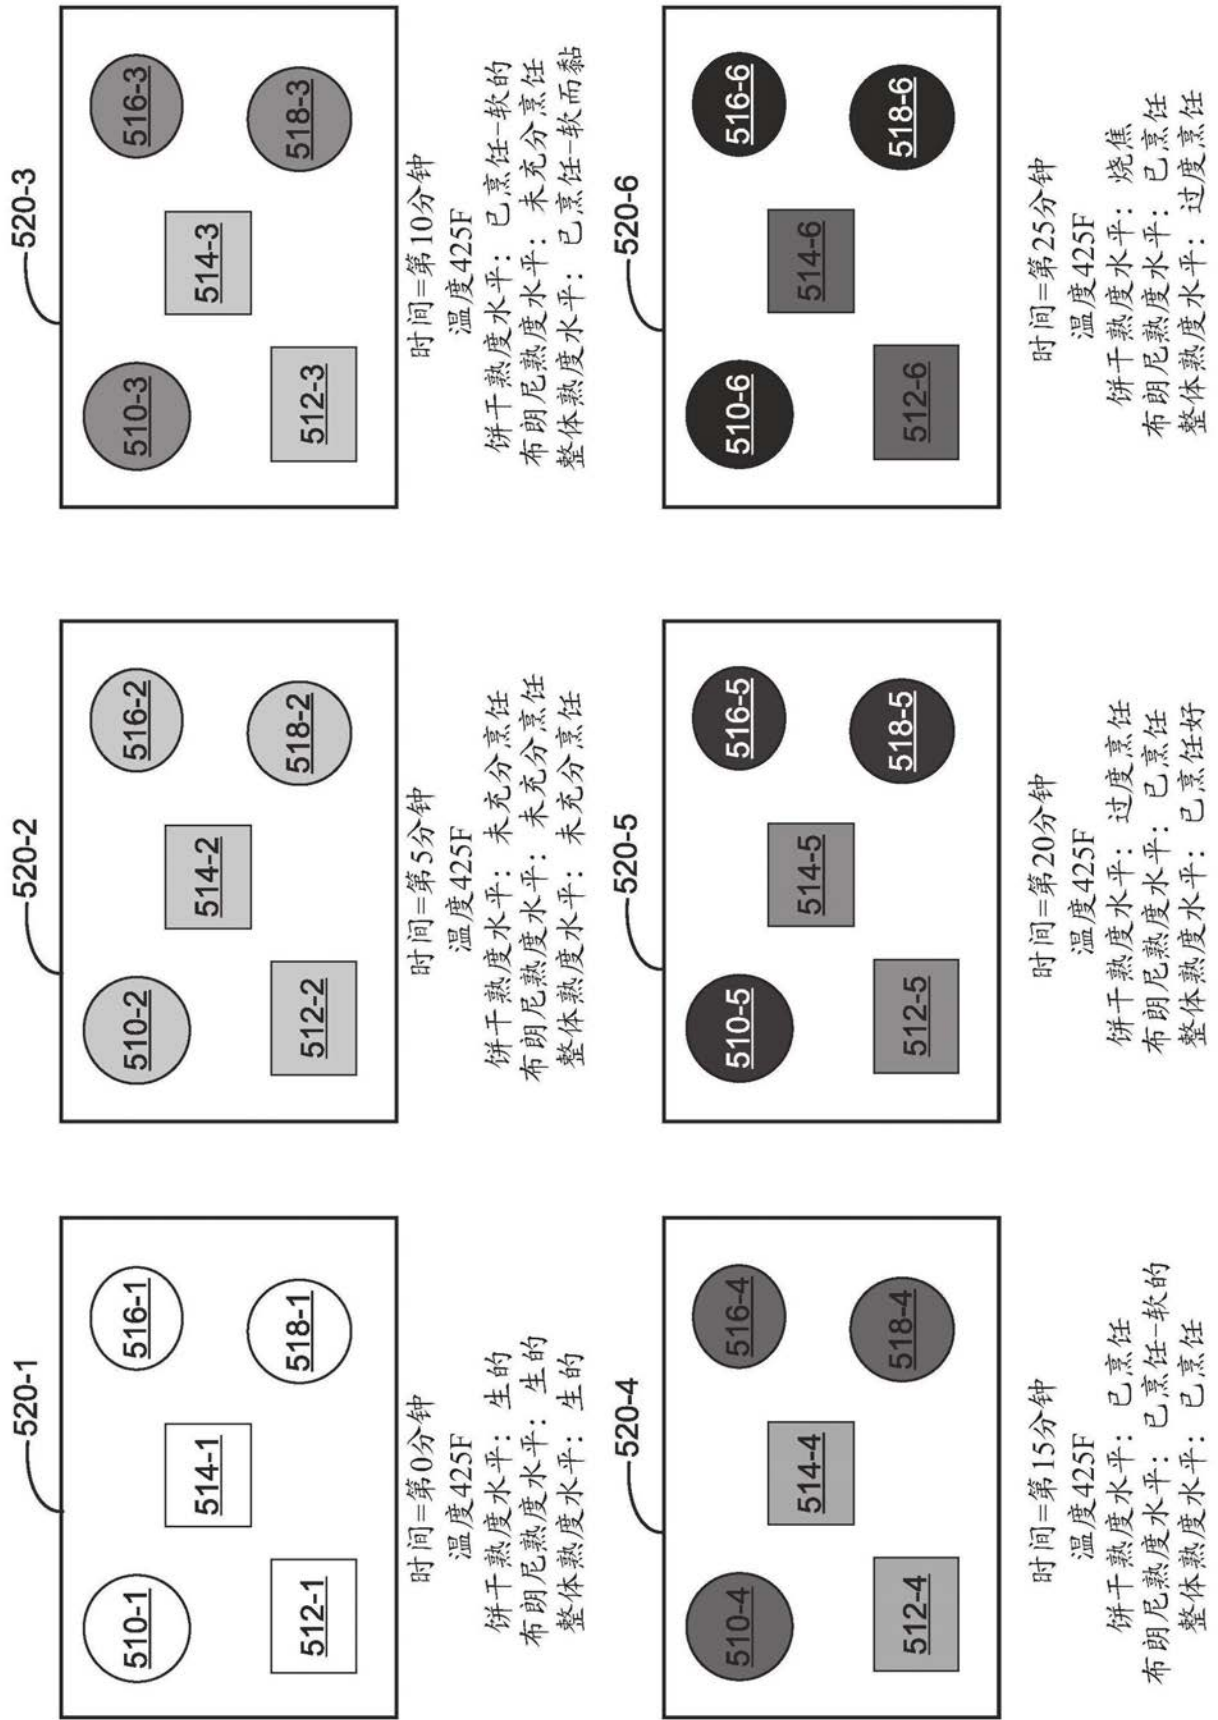 520-1
510-1
516-1
514-1
512-1
518-1
时间=第0分钟
温度425F
饼干熟度水平：生的
布朗尼熟度水平：生的
整体熟度水平：生的
520-2
510-2
516-2
514-2
512-2
518-2
时间=第5分钟
温度425F
饼干熟度水平：未充分烹任
布朗尼熟度水平：未充分烹任
整体熟度水平：未充分烹任
520-3
510-3
516-3
514-3
512-3
518-3
时间=第10分钟
温度425F
饼干熟度水平：已烹任-软的
布朗尼熟度水平：未充分烹任
整体熟度水平：已烹任-软而黏
520-4
510-4
516-4
514-4
512-4
518-4
时间=第15分钟
温度425F
饼干熟度水平：已烹任
布朗尼熟度水平：已烹任-软的
整体熟度水平：已烹任
520-5
510-5
516-5
514-5
512-5
518-5
时间=第20分钟
温度425F
饼干熟度水平：过度烹任
布朗尼熟度水平：已烹任
整体熟度水平：已烹任好
520-6
510-6
516-6
514-6
512-6
518-6
时间=第25分钟
温度425F
饼干熟度水平：烧焦
布朗尼熟度水平：已烹任
整体熟度水平：过度烹任